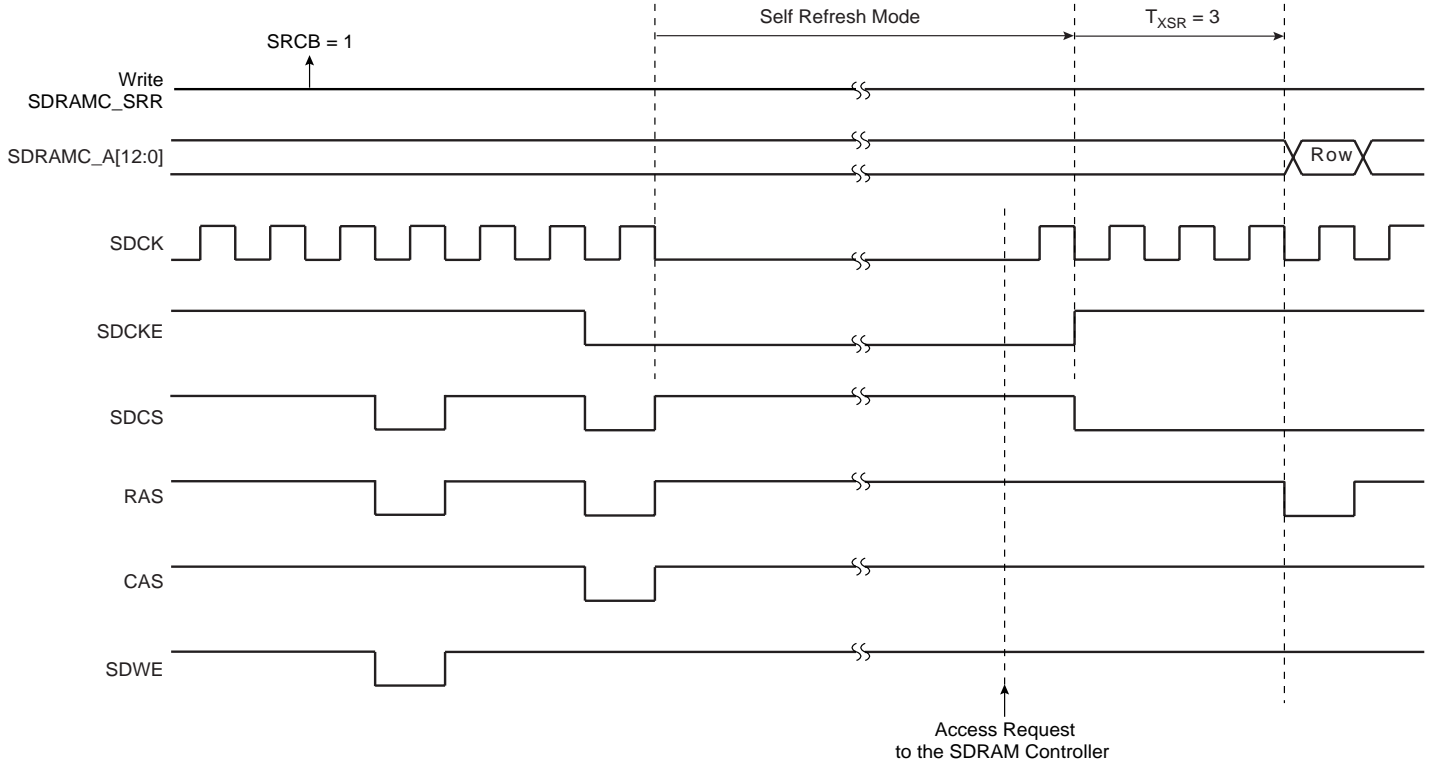 Self Refresh Mode
TXSR = 3
SRCB = 1
Write
SDRAMC_SRR
SDRAMC_A[12:0]
Row
SDCK
SDCKE
SDCS
RAS
CAS
SDWE
Access Request
to the SDRAM Controller